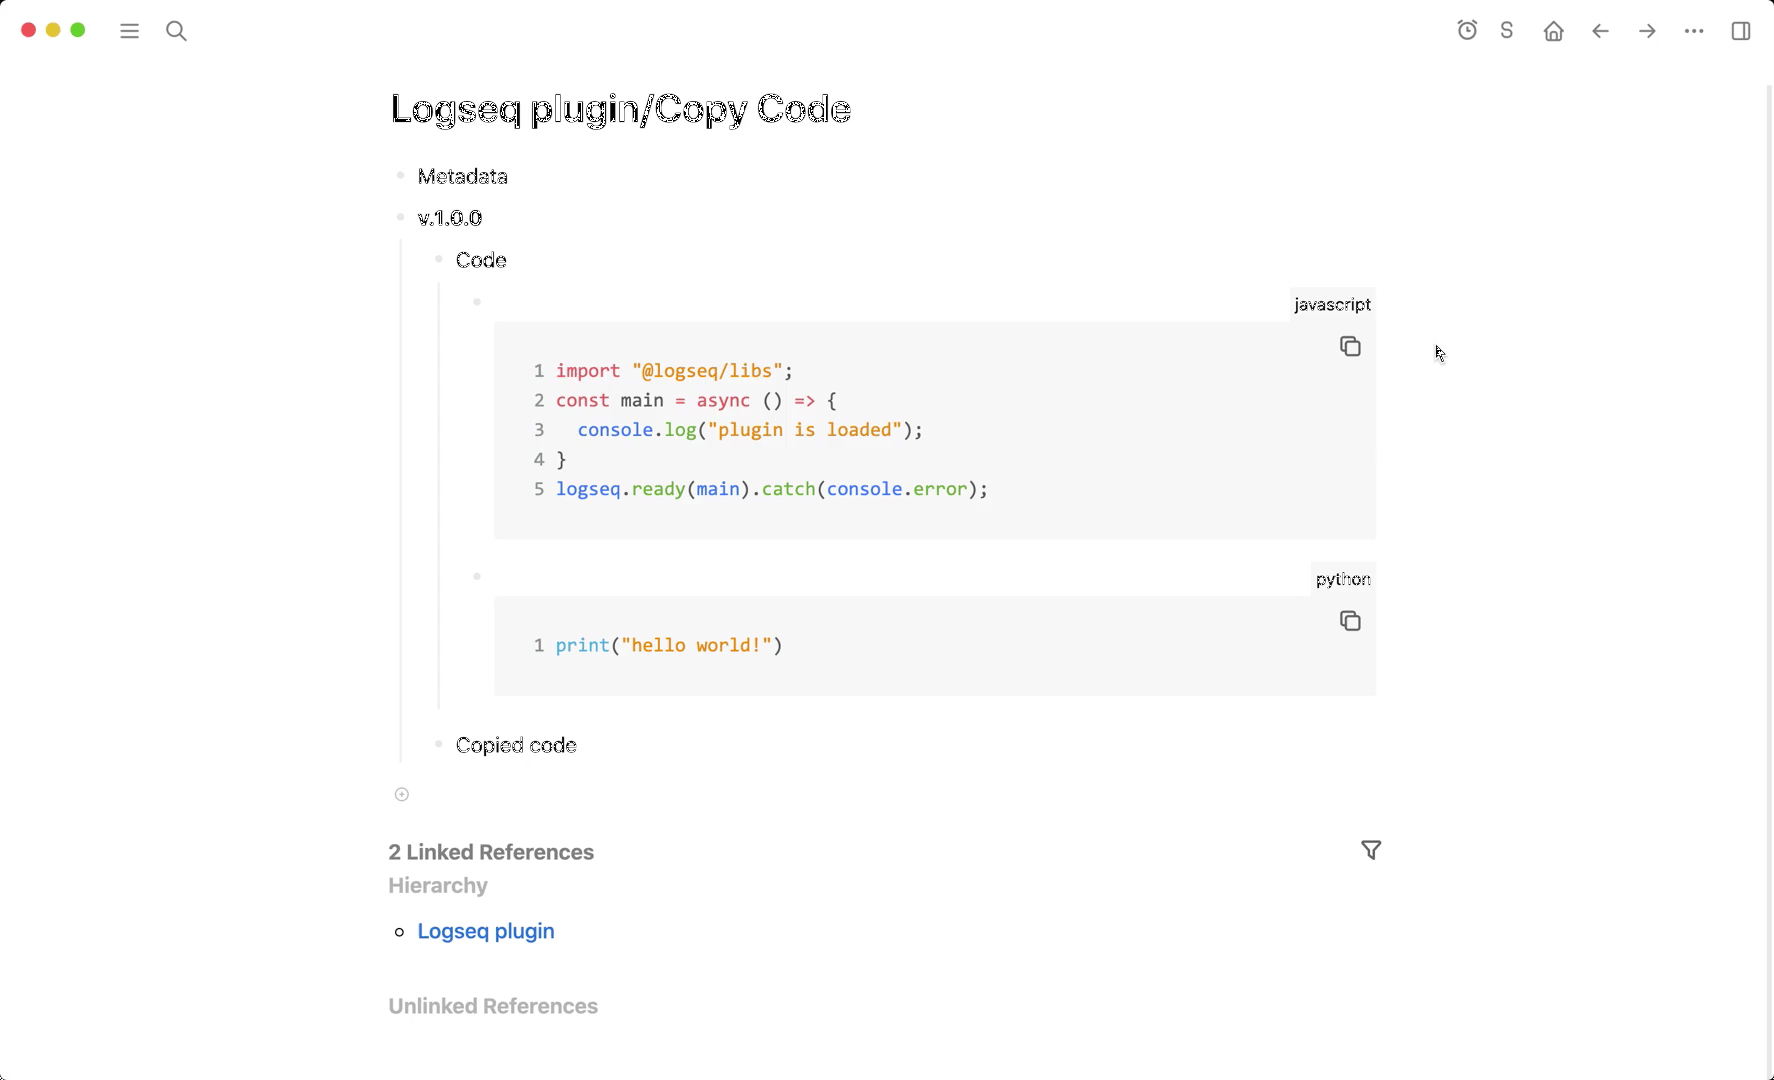 S
Logseq plugin/Copy Code
Metadata
v.1.0.0
Code
javascript
1 import "@logseq/libs";
2 const main = async () => {
3   console.log("plugin is loaded");
4 }
5 logseq.ready(main).catch(console.error);
python
1 print("hello world!")
Copied code
2 Linked References
Hierarchy
Logseq plugin
Unlinked References